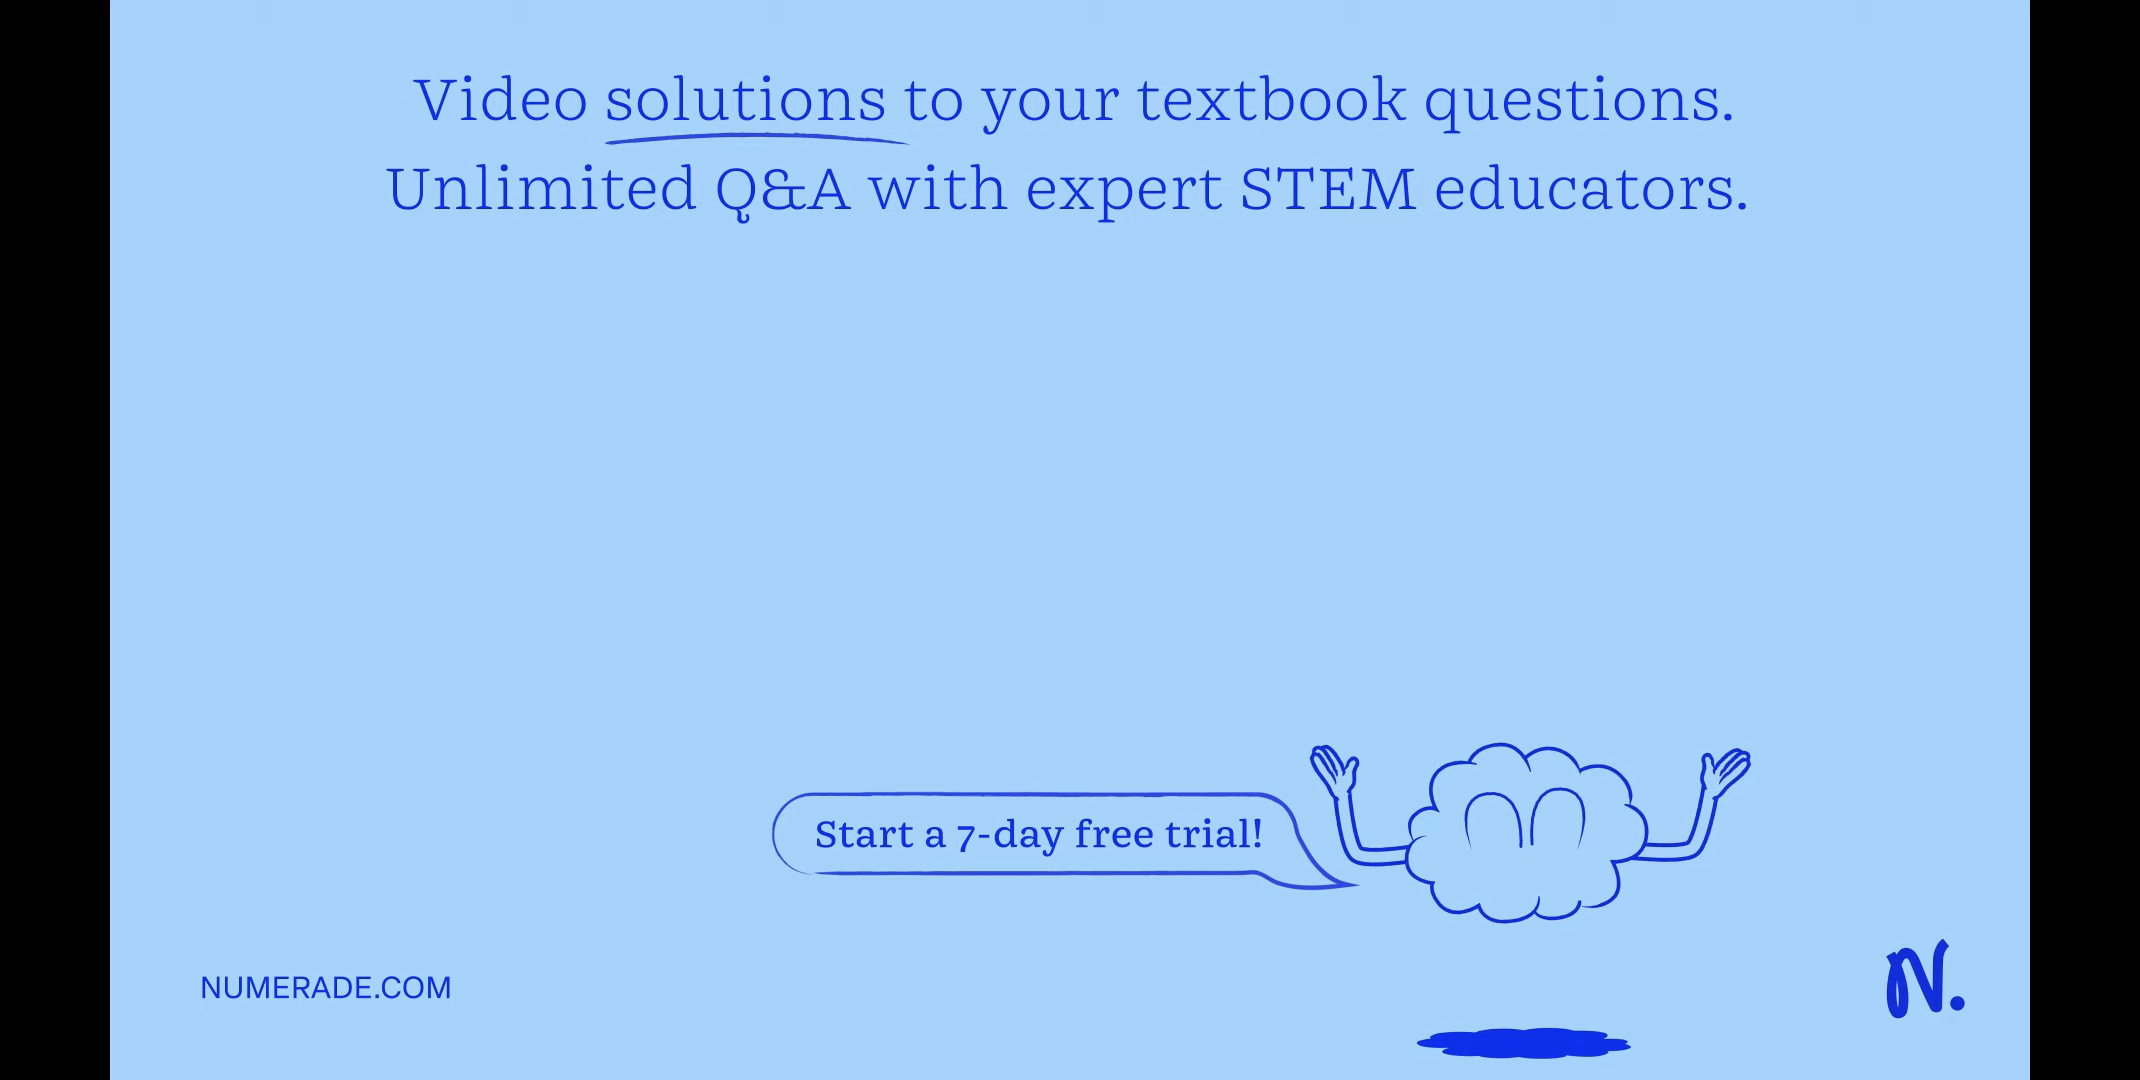 Video solutions to your textbook questions.
Unlimited Q&A with expert STEM educators.
Start a 7-day free trial!
NUMERADE.COM
N.